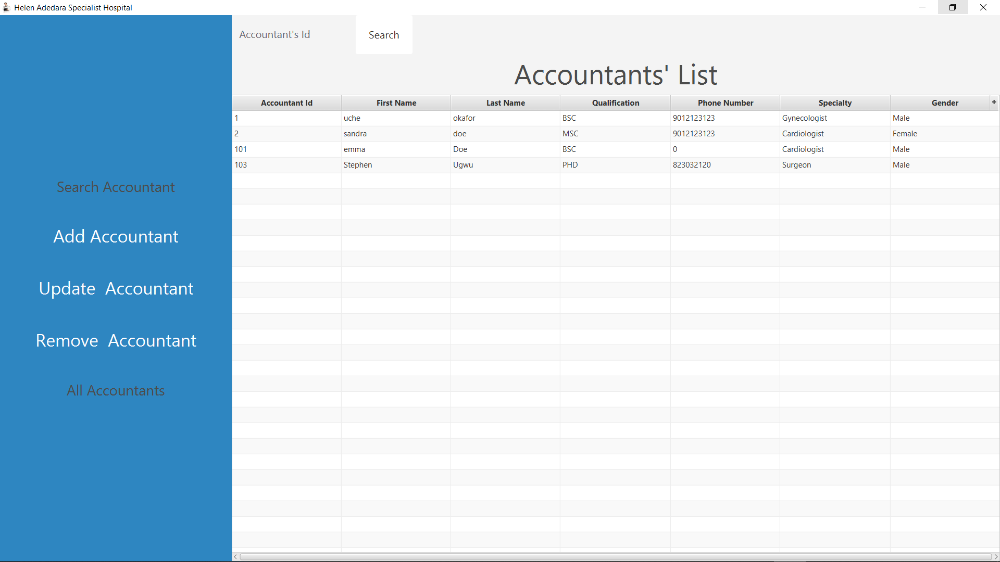 Helen Adedara Specialist Hospital
Accountant's Id
Search
Accountants' List
Search Accountant
Add Accountant
Update  Accountant
Remove  Accountant
All Accountants
Accountant Id First Name Last Name Qualification Phone Number Specialty Gender +
1 uche okafor BSC 9012123123 Gynecologist Male
2 sandra doe MSC 9012123123 Cardiologist Female
101 emma Doe BSC 0 Cardiologist Male
103 Stephen Ugwu PHD 823032120 Surgeon Male